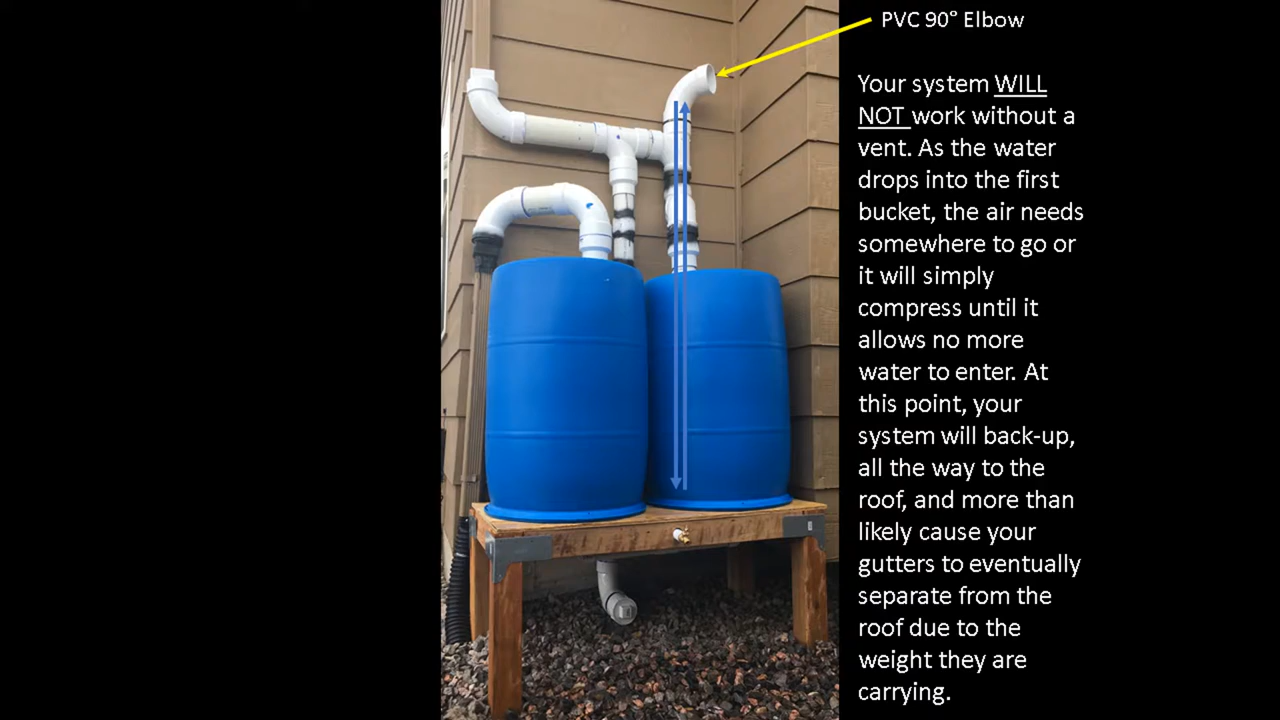 PVC 90° Elbow
Your system WILL
NOT work without a
vent. As the water
drops into the first
bucket, the air needs
somewhere to go or
it will simply
compress until it
allows no more
water to enter. At
this point, your
system will back-up,
all the way to the
roof, and more than
likely cause your
gutters to eventually
separate from the
roof due to the
weight they are
carrying.